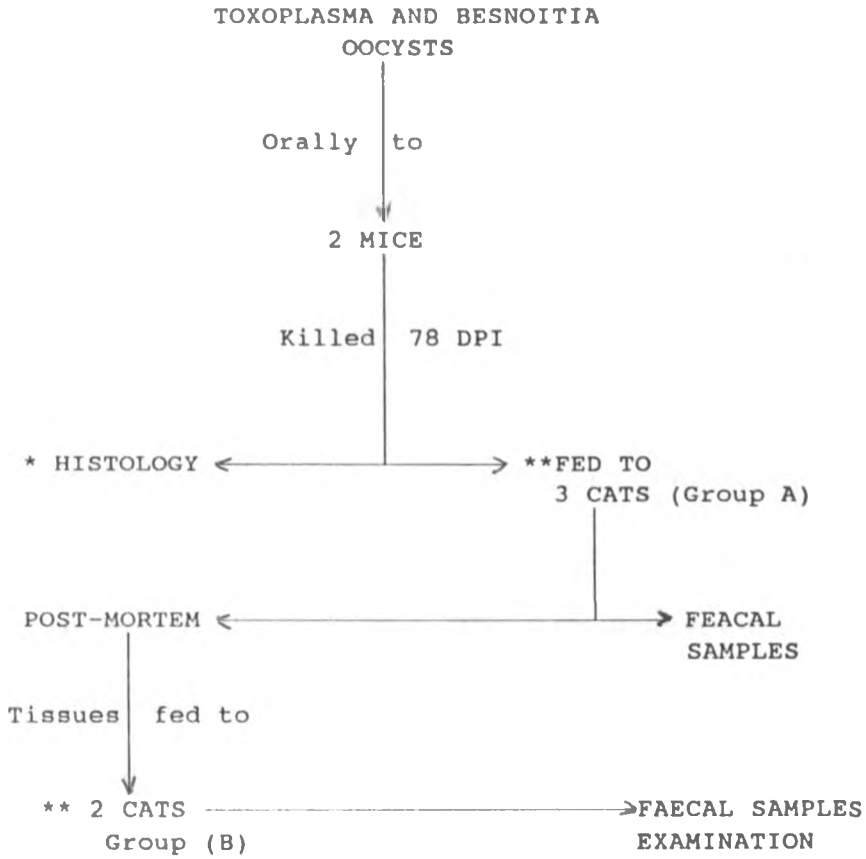 TOXOPLASMA AND BESNOITIA
OOCYSTS
Orally to
2 MICE
Killed 78 DPI
* HISTOLOGY
**FED TO
3 CATS (Group A)
POST-MORTEM
FEACAL
SAMPLES
Tissues fed to
** 2 CATS
Group (B)
FAECAL SAMPLES
EXAMINATION